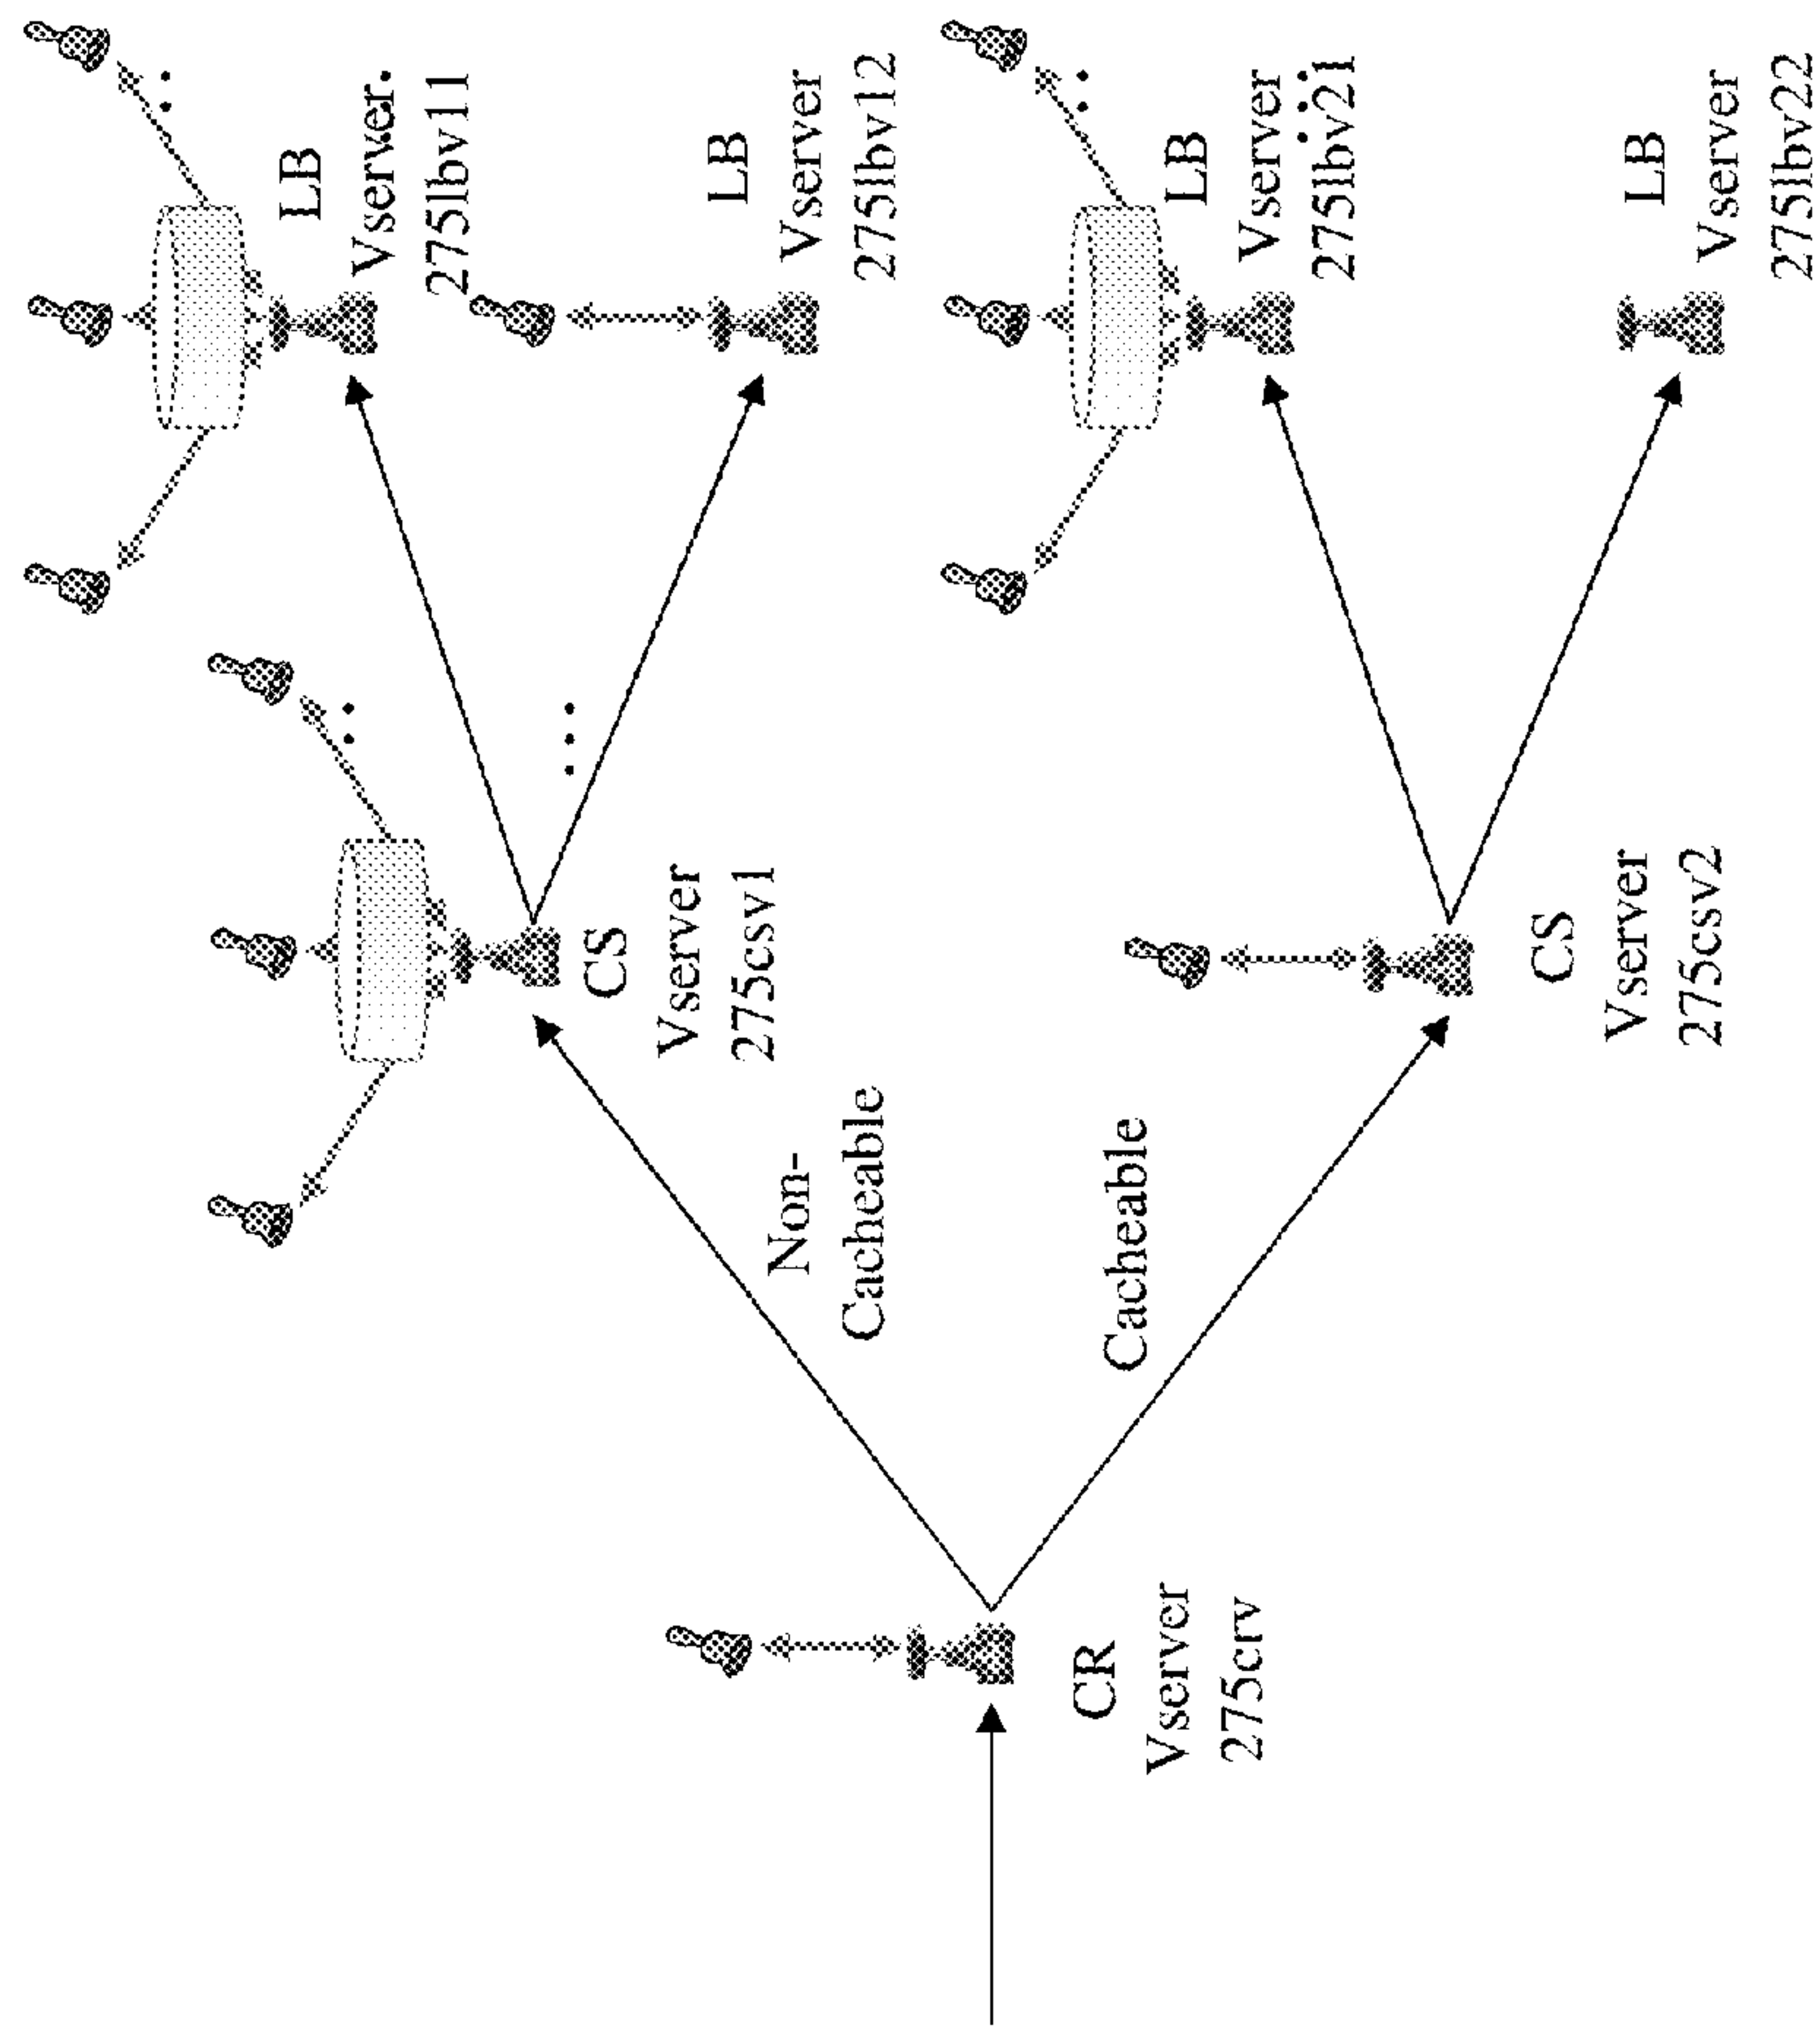 CR
Vserver
275crv
Non-
Cacheable
Cacheable
CS
Vserver
275csv1
CS
Vserver
275csv2
LB
Vserver
275lbv11
LB
Vserver
275lbv12
LB
Vserver
275lbv21
LB
Vserver
275lbv22